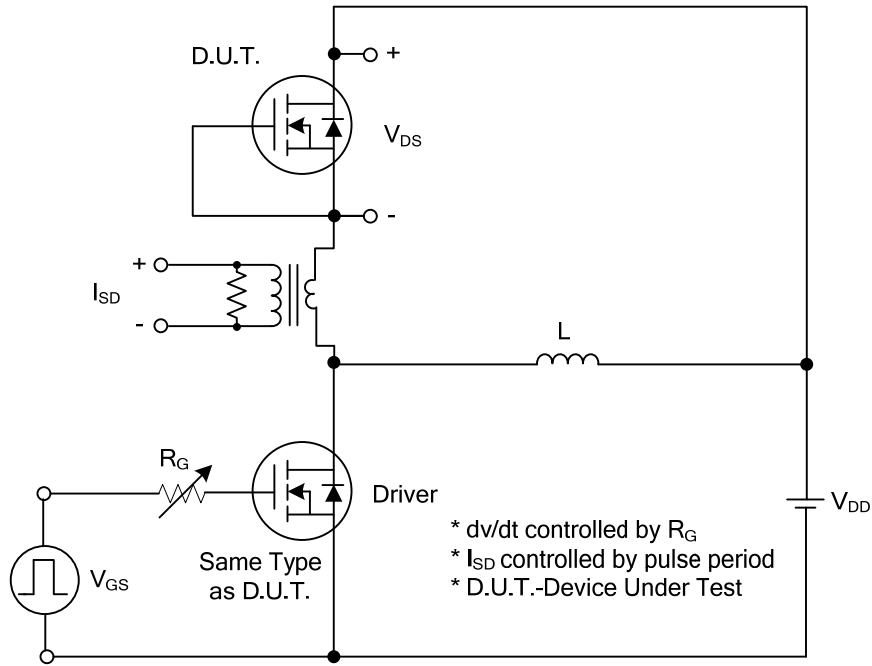 D.U.T.
+
VDS
-
+
ISD
-
L
RG
Driver
VDD
VGS
Same Type
as D.U.T.
* dv/dt controlled by RG
* ISD controlled by pulse period
* D.U.T.-Device Under Test